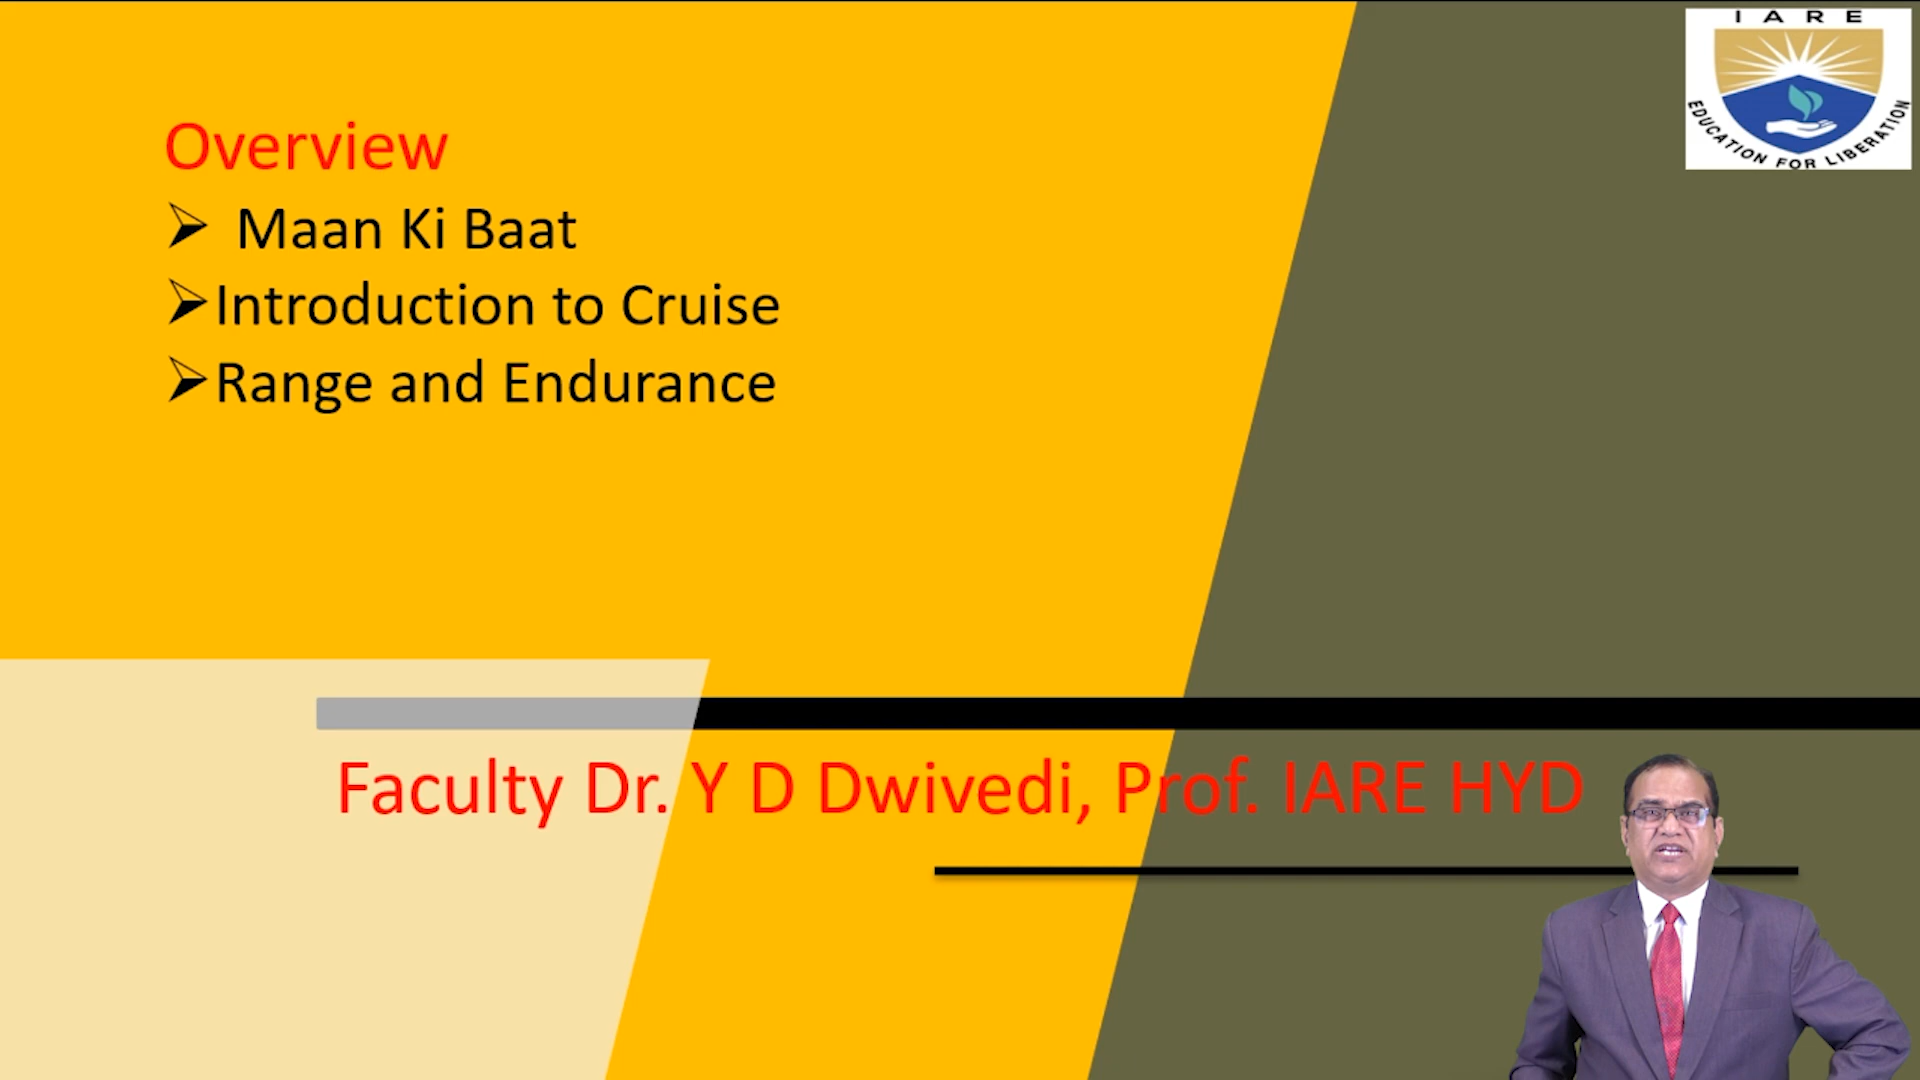 IARE
EDUCATION FOR LIBERATION
Overview
➢ Maan Ki Baat
➢Introduction to Cruise
➢Range and Endurance
Faculty Dr. Y D Dwivedi, Prof. IARE HYD